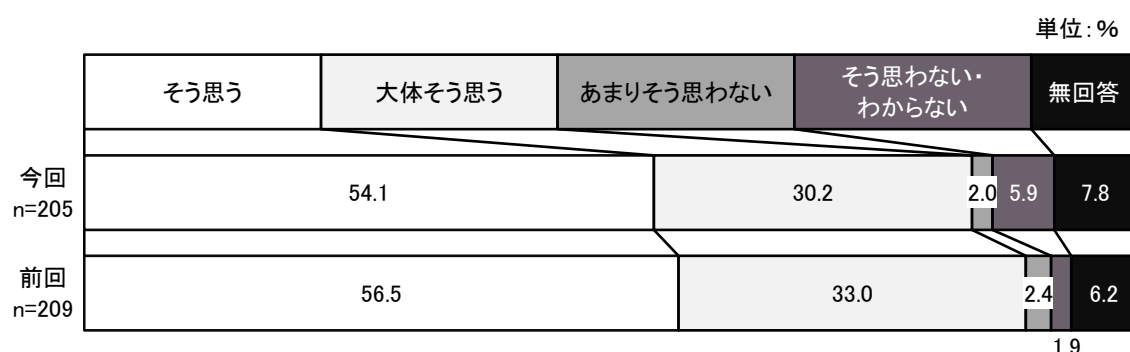 単位：％
そう思う
大体そう思う
あまりそう思わない
そう思わない・
わからない
無回答
今回
n=205
54.1
30.2
2.0
5.9
7.8
前回
n=209
56.5
33.0
2.4
6.2
1.9